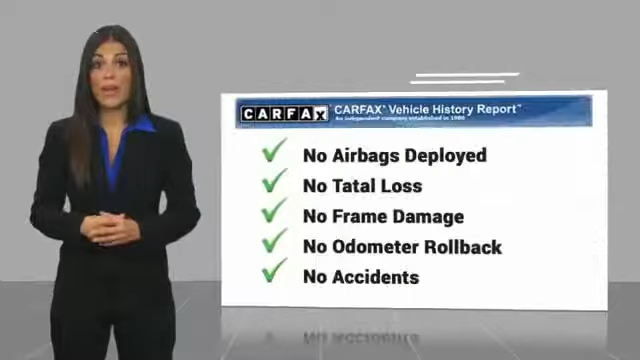 CARFAX CARFAX Vehicle History Report™
An independent company established in 1986
No Airbags Deployed
No Tatal Loss
No Frame Damage
No Odometer Rollback
No Accidents